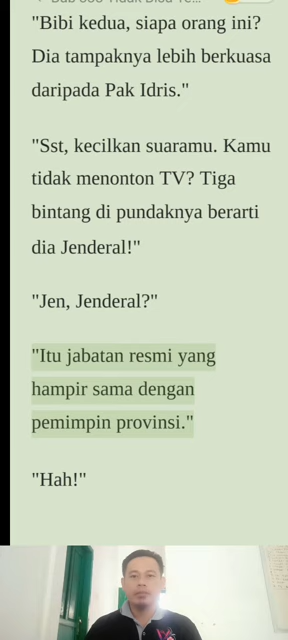 "Bibi kedua, siapa orang ini?
Dia tampaknya lebih berkuasa
daripada Pak Idris."
"Sst, kecilkan suaramu. Kamu
tidak menonton TV? Tiga
bintang di pundaknya berarti
dia Jenderal!"
"Jen, Jenderal?"
"Itu jabatan resmi yang
hampir sama dengan
pemimpin provinsi."
"Hah!"